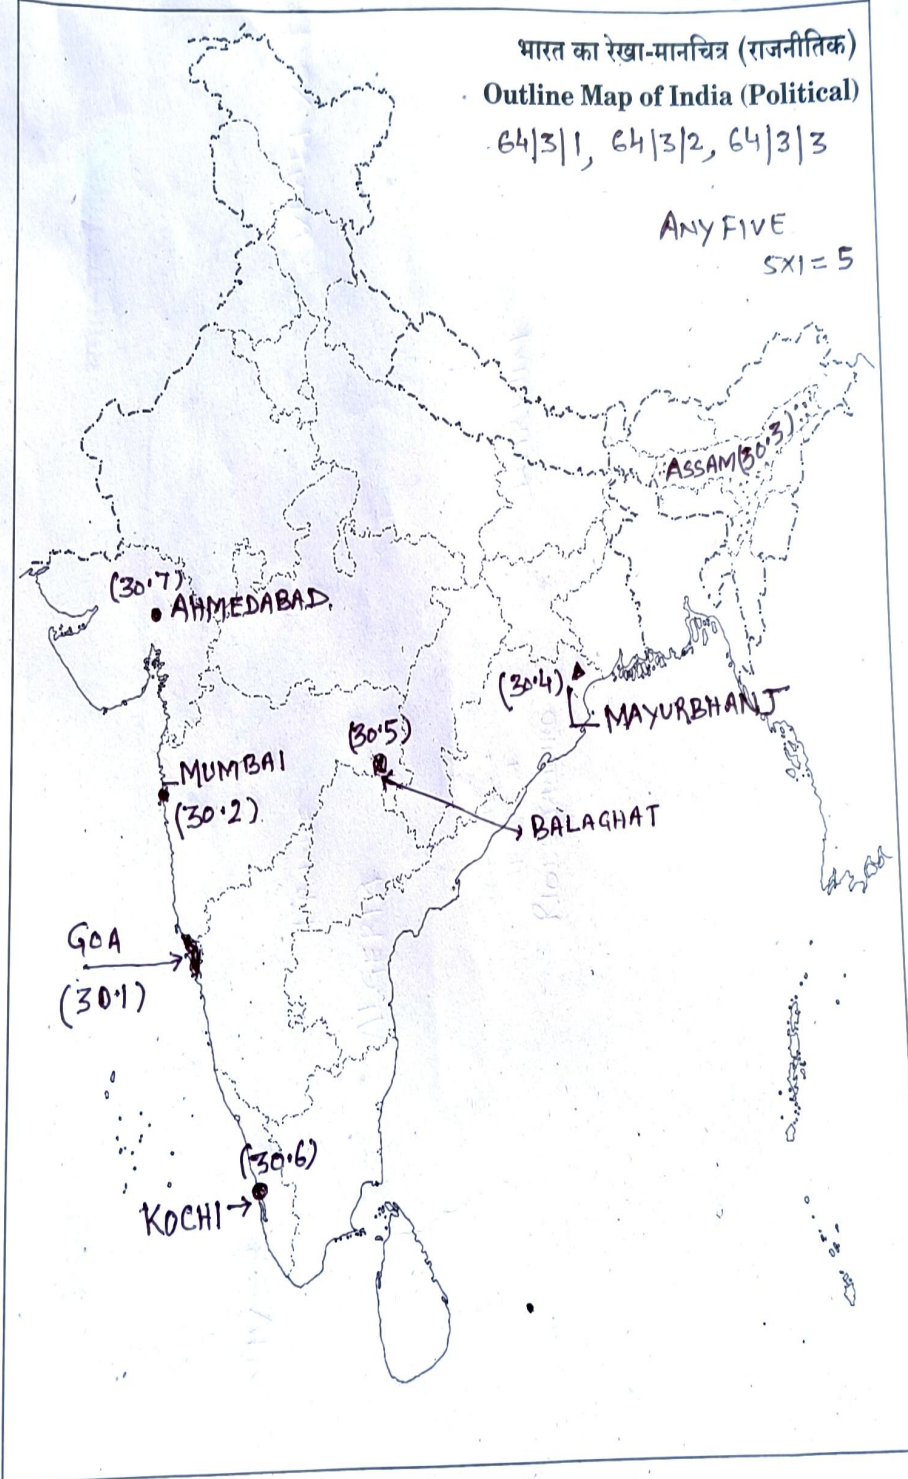 भारत का रेखा-मानचित्र (राजनीतिक)
Outline Map of India (Political)
64/3/1, 64/3/2, 64/3/3
ANY FIVE
5×1=5
ASSAM (30.3)
(30.7)
AHMEDABAD.
(30.4)
MAYURBHANJ
(30.5)
MUMBAI
(30.2)
BALAGHAT
GOA
(30.1)
(30.6)
KOCHI